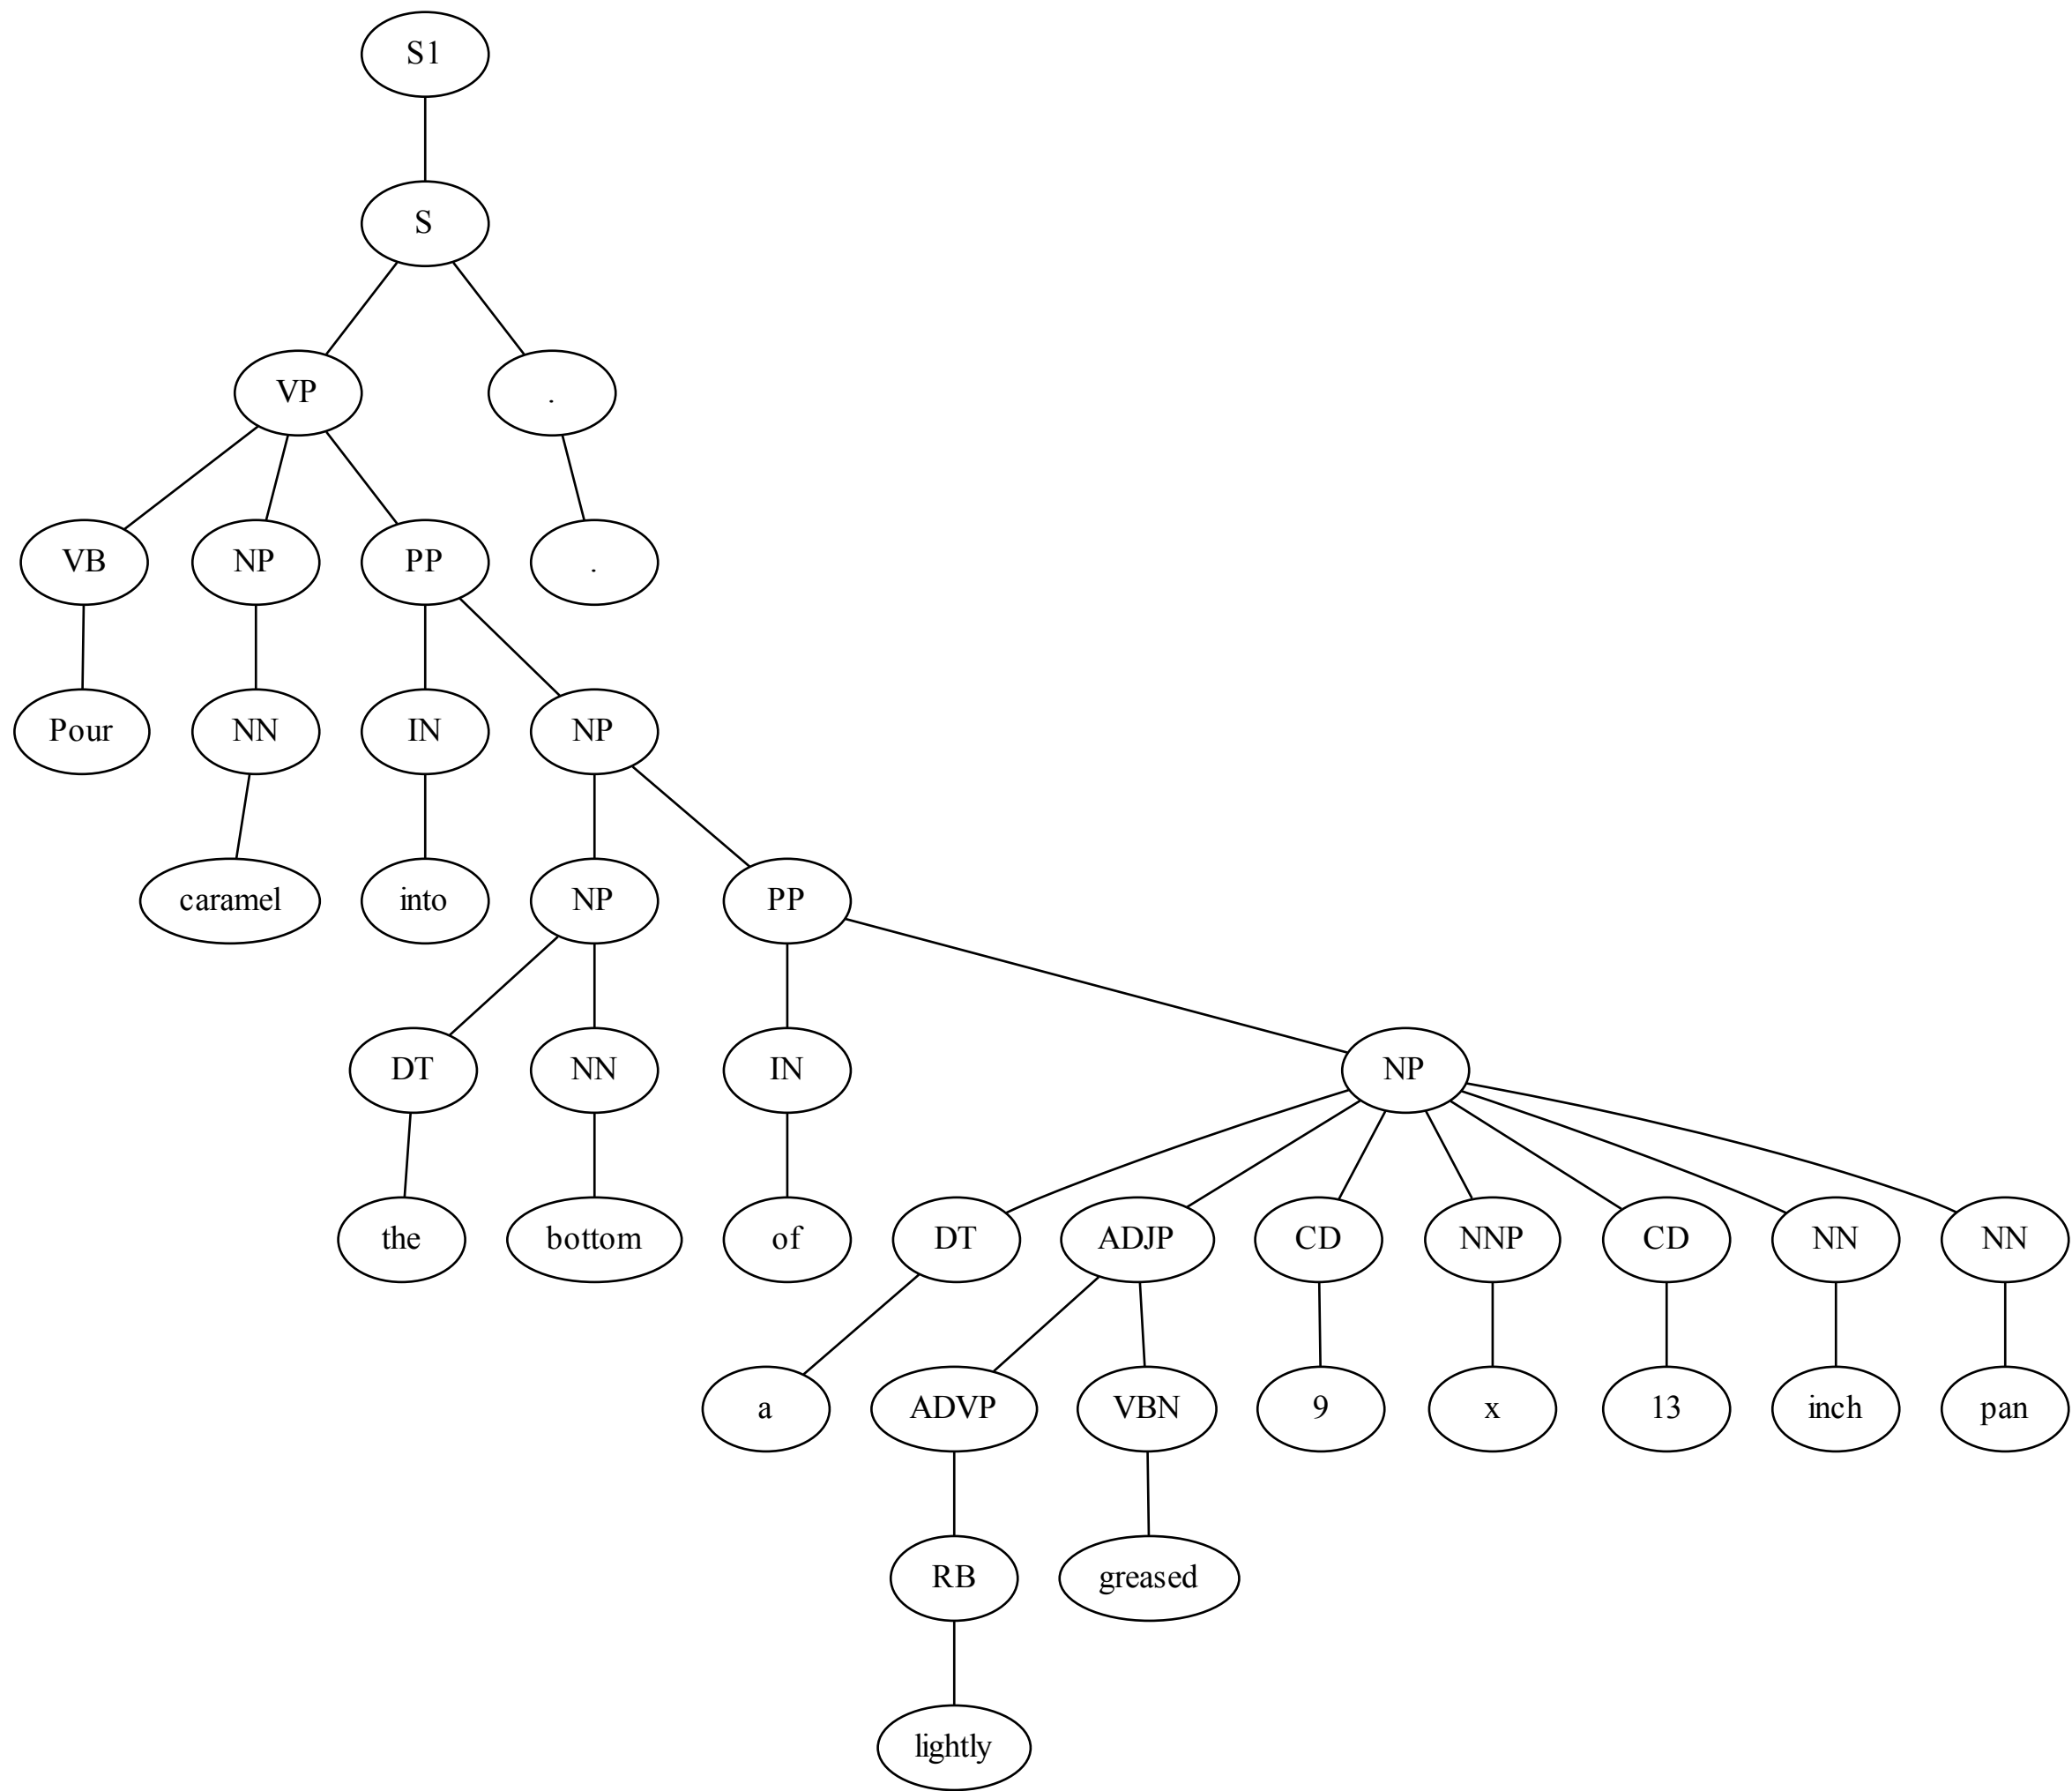 S1
S
VP .
VB NP PP .
Pour NN IN NP
caramel into NP PP
DT NN IN NP
the bottom of DT ADJP CD NNP CD NN NN
a ADVP VBN 9 x 13 inch pan
RB greased
lightly